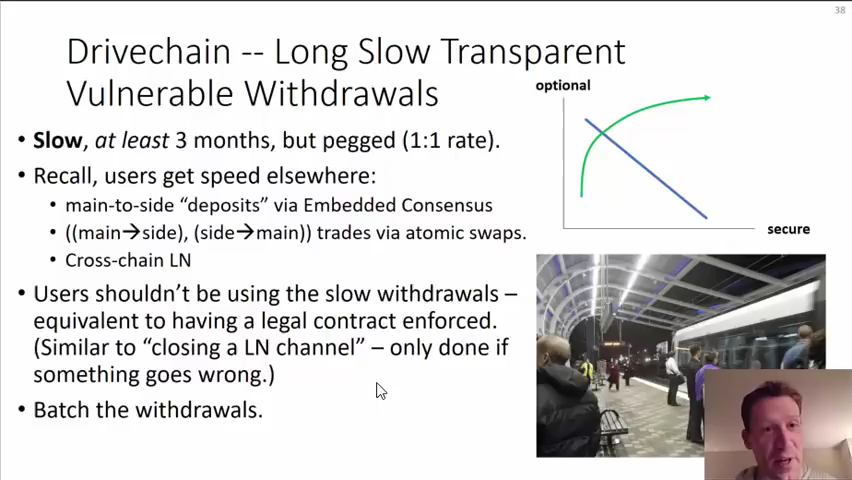 38
Drivechain -- Long Slow Transparent
Vulnerable Withdrawals
optional
secure
• Slow, at least 3 months, but pegged (1:1 rate).
• Recall, users get speed elsewhere:
• main-to-side “deposits” via Embedded Consensus
• ((main→side), (side→main)) trades via atomic swaps.
• Cross-chain LN
• Users shouldn’t be using the slow withdrawals –
equivalent to having a legal contract enforced.
(Similar to “closing a LN channel” – only done if
something goes wrong.)
• Batch the withdrawals.